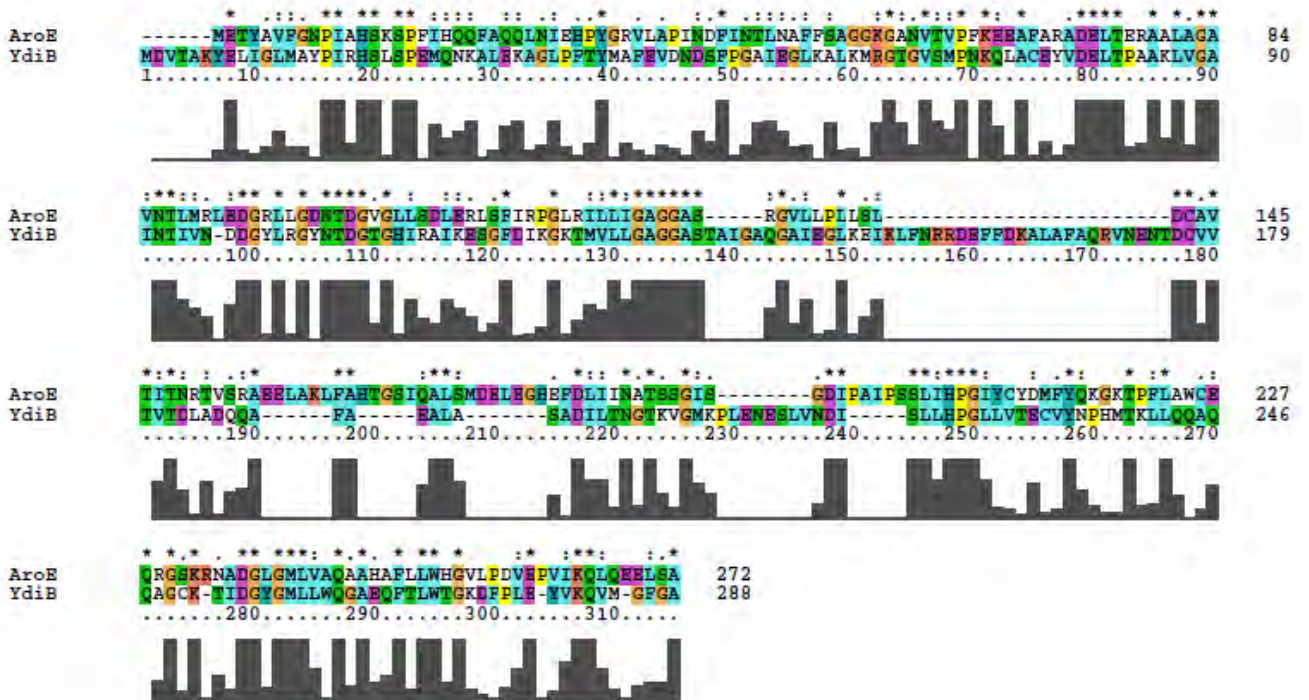 * .::. ** ** ** :::: :: .: ..* . . .*. .:::.: : :*:.*::* :* * .**** * *.**
AroE ------METYAVFGNPIAHSKSPFIHQQFAQQLNIEHPYGRVLAPINDFINTLNAFFSAGGKGANVTVPFKEEAFARADELTERAALAGA 84
YdiB MDVTAKYELIGLMAYPIRHSLSPEMQNKALEKAGLPFTYMAFEVDNDSFPGAIEGLKALKMRGTGVSMPNKQLACEYVDELTPAAKLVGA 90
1.......10........20........30........40........50........60........70........80........90
:**:: .:** * * ****.* : :: . * * ::*:****** :*. * : **.*
AroE VNTLMRLEDGRLLGDNTDGVGLLSDLERLSFIRPGLRILLIGAGGAS-----RGVLLPLLSL------------------------DCAV 145
YdiB INTIVN-DDGYLRGYNTDGTGHIRAIKESGFDIKGKTMVLLGAGGASTAIGAQGAIEGLKEIKLFNRRDEFFDKALAFAQRVNENTDCVV 179
.......100.......110.......120.......130.......140.......150.......160.......170.......180
*:*: : .:* ** :**: .*:: *.*. *: .** **:****: . . *: * :* .:
AroE TITNRTVSRAEELAKLFAHTGSIQALSMDELEGHEFDLIINATSSGIS--------GDIPAIPSSLIHPGIYCYDMFYQKGKTPFLAWCE 227
YdiB TVTDLADQQA------FA-----EALA-------SADILTNGTKVGMKPLENESLVNDI-----SLLHPGLLVTECVYNPHMTKLLQQAQ 246
.......190.......200.......210.......220.......230.......240.......250.......260.......270
* *.* . ** ***: *.*. * ** * :* :**: :.*
AroE QRGSKRNADGLGMLVAQAAHAFLLWHGVLPDVEPVIKQLQEELSA 272
YdiB QAGCK-TIDGYGMLLWQGAEQFTLWTGKDFPLE-YVKQVM-GFGA 288
.......280.......290.......300.......310.....